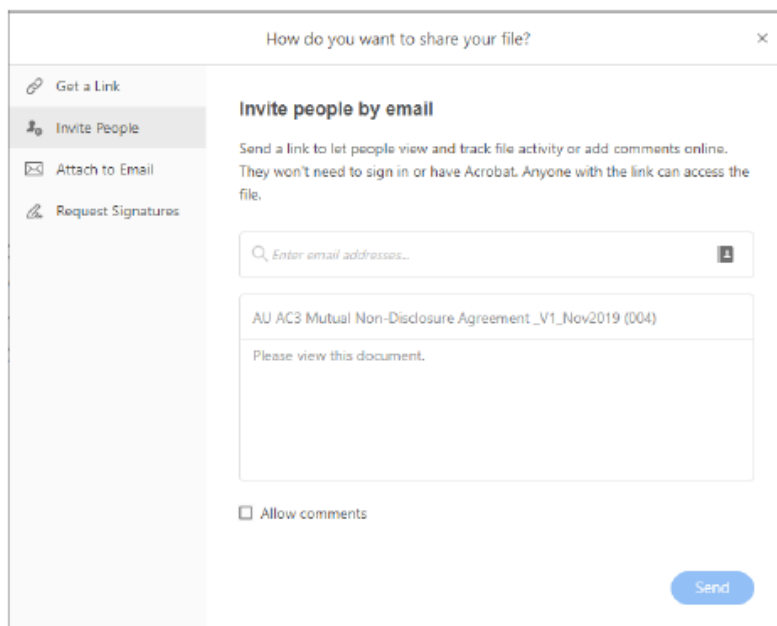 How do you want to share your file?
Get a Link
Invite People
Attach to Email
Request Signatures
Invite people by email
Send a link to let people view and track file activity or add comments online.
They won't need to sign in or have Acrobat. Anyone with the link can access the
file.
Enter email addresses...
AU AC3 Mutual Non-Disclosure Agreement _V1_Nov2019 (004)
Please view this document.
Allow comments
Send